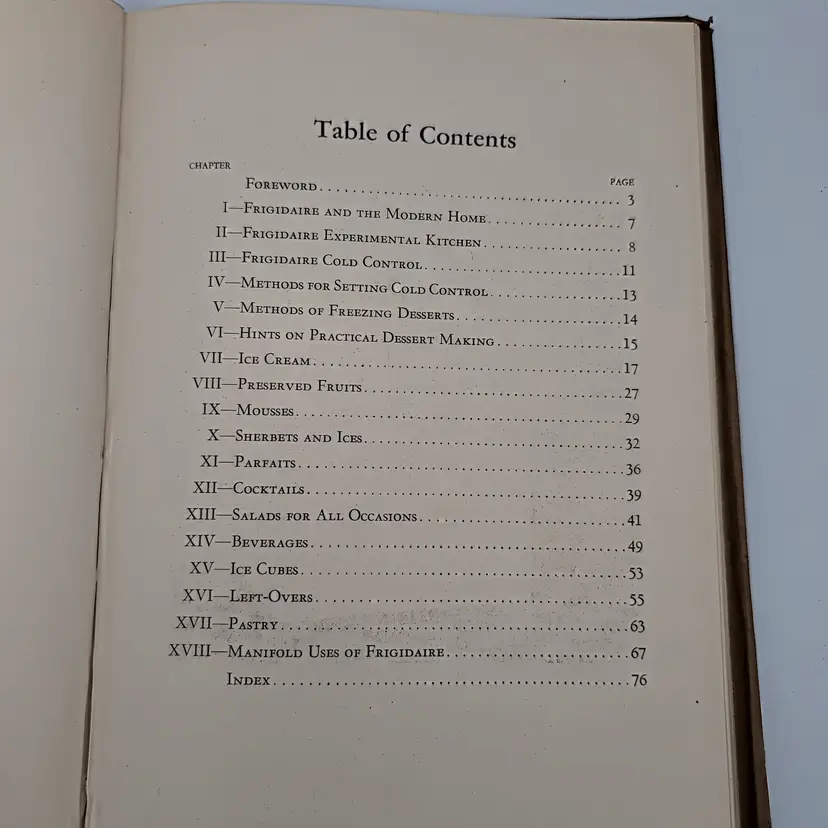 Table of Contents
CHAPTER PAGE
FOREWORD 3
I—FRIGIDAIRE AND THE MODERN HOME 7
II—FRIGIDAIRE EXPERIMENTAL KITCHEN 8
III—FRIGIDAIRE COLD CONTROL 11
IV—METHODS FOR SETTING COLD CONTROL 13
V—METHODS OF FREEZING DESSERTS 14
VI—HINTS ON PRACTICAL DESSERT MAKING 15
VII—ICE CREAM 17
VIII—PRESERVED FRUITS 27
IX—MOUSSES 29
X—SHERBETS AND ICES 32
XI—PARFAITS 36
XII—COCKTAILS 39
XIII—SALADS FOR ALL OCCASIONS 41
XIV—BEVERAGES 49
XV—ICE CUBES 53
XVI—LEFT-OVERS 55
XVII—PASTRY 63
XVIII—MANIFOLD USES OF FRIGIDAIRE 67
INDEX 76